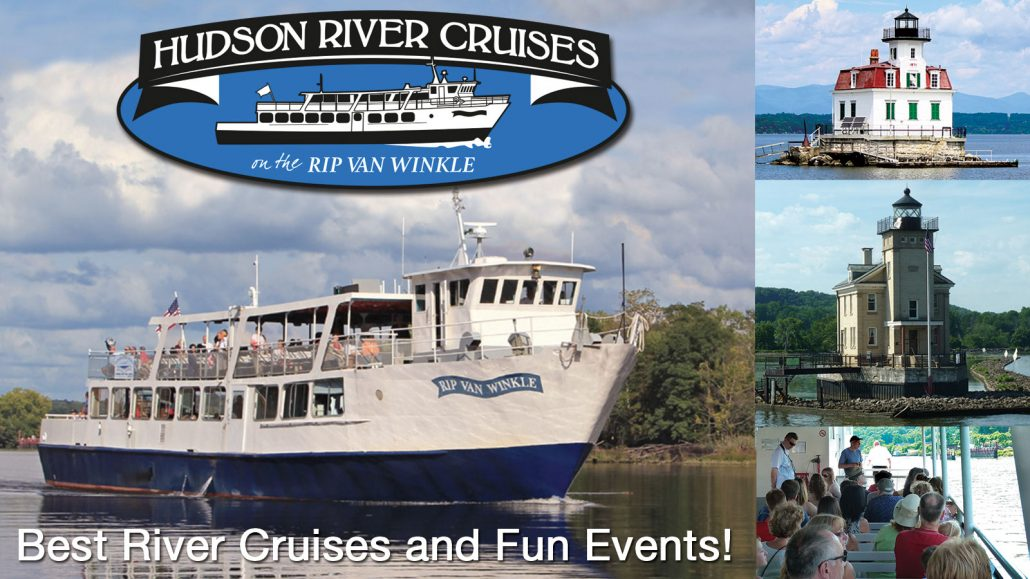 HUDSON RIVER CRUISES
on the RIP VAN WINKLE
RIP VAN WINKLE
Best River Cruises and Fun Events!